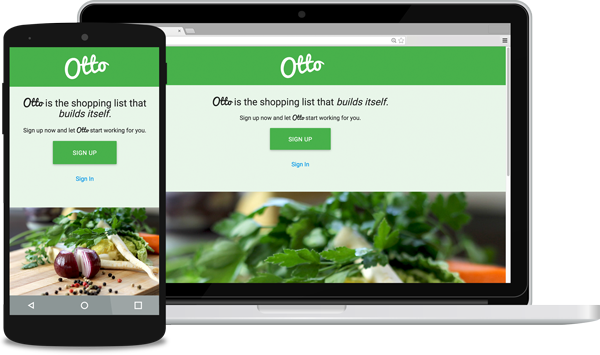 Otto
Otto is the shopping list that
builds itself.
Sign up now and let Otto start working for you.
SIGN UP
Sign In
Otto
Otto is the shopping list that builds itself.
Sign up now and let Otto start working for you.
SIGN UP
Sign In